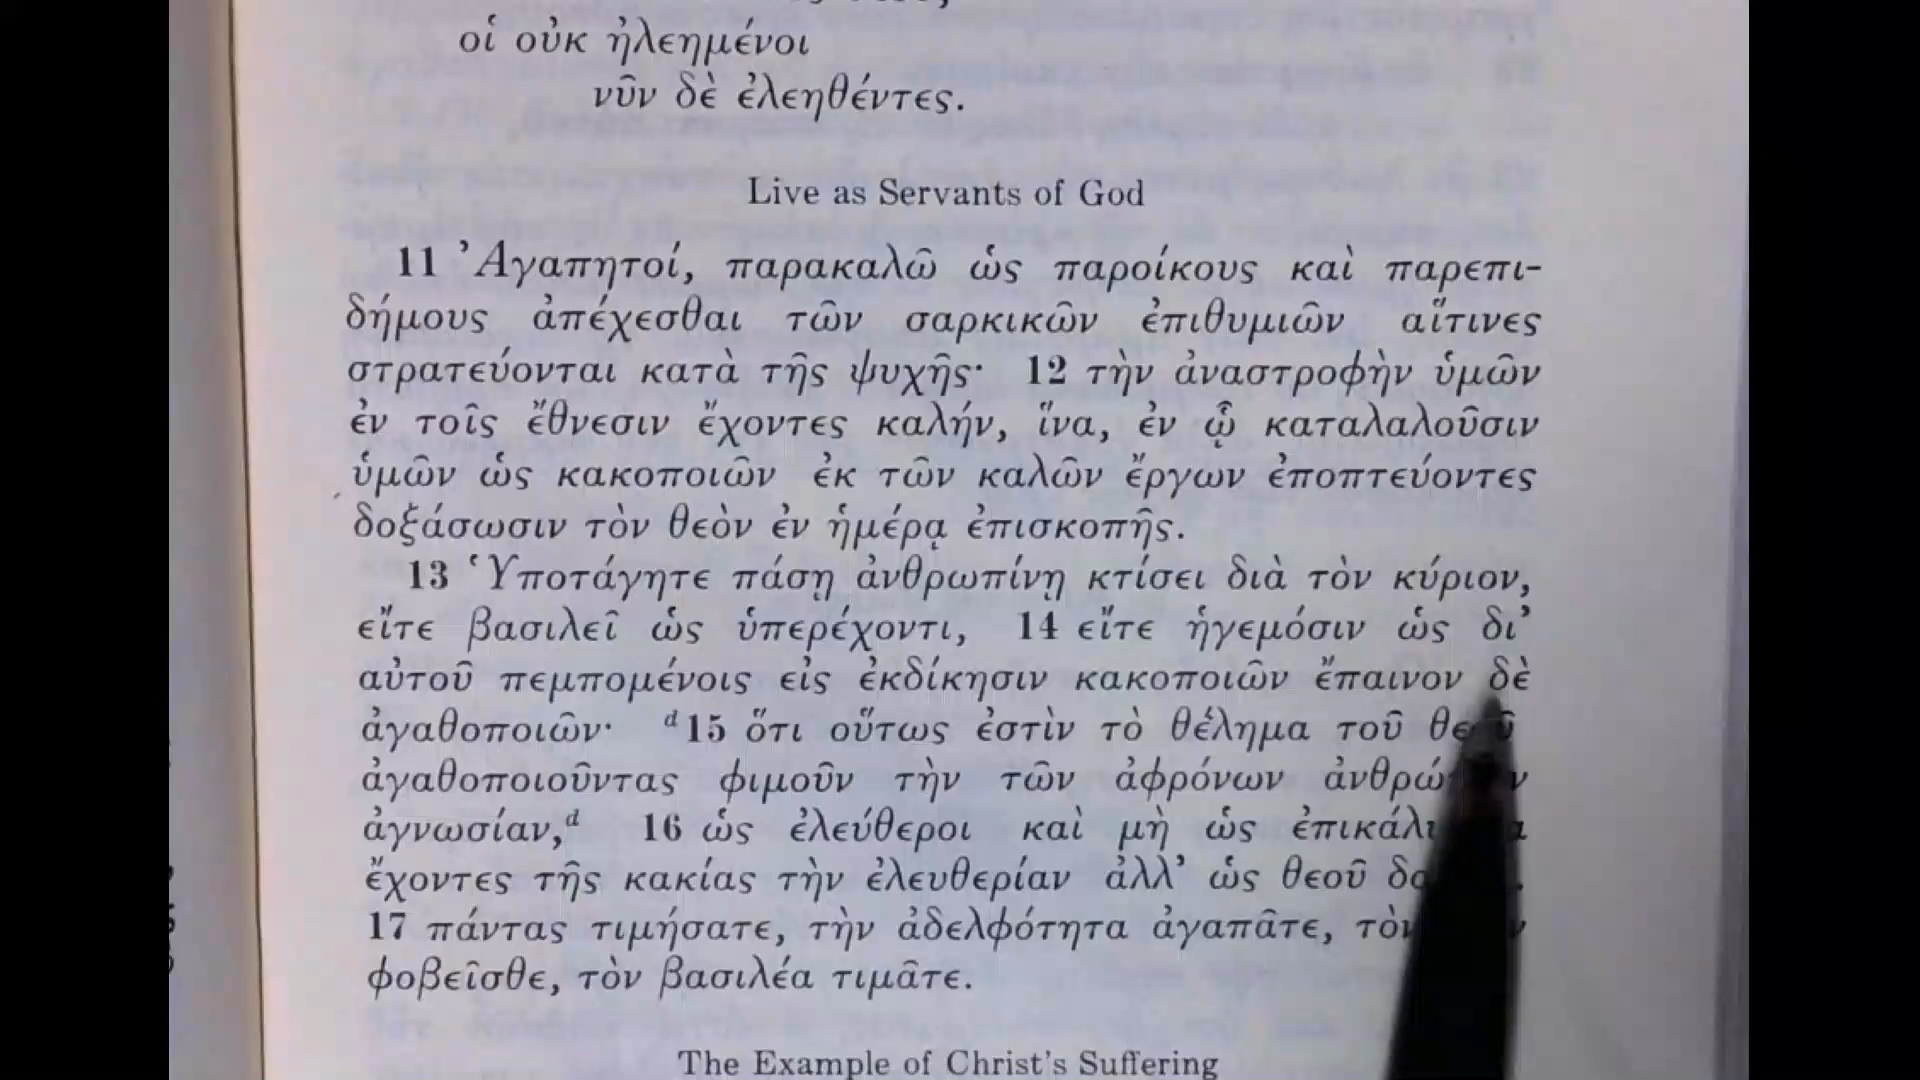 οἱ οὐκ ἠλεημένοι
νῦν δὲ ἐλεηθέντες.
Live as Servants of God
11 Ἀγαπητοί, παρακαλῶ ὡς παροίκους καὶ παρεπι-
δήμους ἀπέχεσθαι τῶν σαρκικῶν ἐπιθυμιῶν αἵτινες
στρατεύονται κατὰ τῆς ψυχῆς· 12 τὴν ἀναστροφὴν ὑμῶν
ἐν τοῖς ἔθνεσιν ἔχοντες καλήν, ἵνα, ἐν ᾧ καταλαλοῦσιν
ὑμῶν ὡς κακοποιῶν ἐκ τῶν καλῶν ἔργων ἐποπτεύοντες
δοξάσωσιν τὸν θεὸν ἐν ἡμέρᾳ ἐπισκοπῆς.
13 Ὑποτάγητε πάσῃ ἀνθρωπίνῃ κτίσει διὰ τὸν κύριον,
εἴτε βασιλεῖ ὡς ὑπερέχοντι, 14 εἴτε ἡγεμόσιν ὡς δι’
αὐτοῦ πεμπομένοις εἰς ἐκδίκησιν κακοποιῶν ἔπαινον δὲ
ἀγαθοποιῶν· ᵈ15 ὅτι οὕτως ἐστὶν τὸ θέλημα τοῦ
ἀγαθοποιοῦντας φιμοῦν τὴν τῶν ἀφρόνων
ἀγνωσίαν,ᵈ 16 ὡς ἐλεύθεροι καὶ μὴ ὡς
ἔχοντες τῆς κακίας τὴν ἐλευθερίαν ἀλλ’ ὡς θεοῦ
17 πάντας τιμήσατε, τὴν ἀδελφότητα ἀγαπᾶτε,
φοβεῖσθε, τὸν βασιλέα τιμᾶτε.
The Example of Christ's Suffering